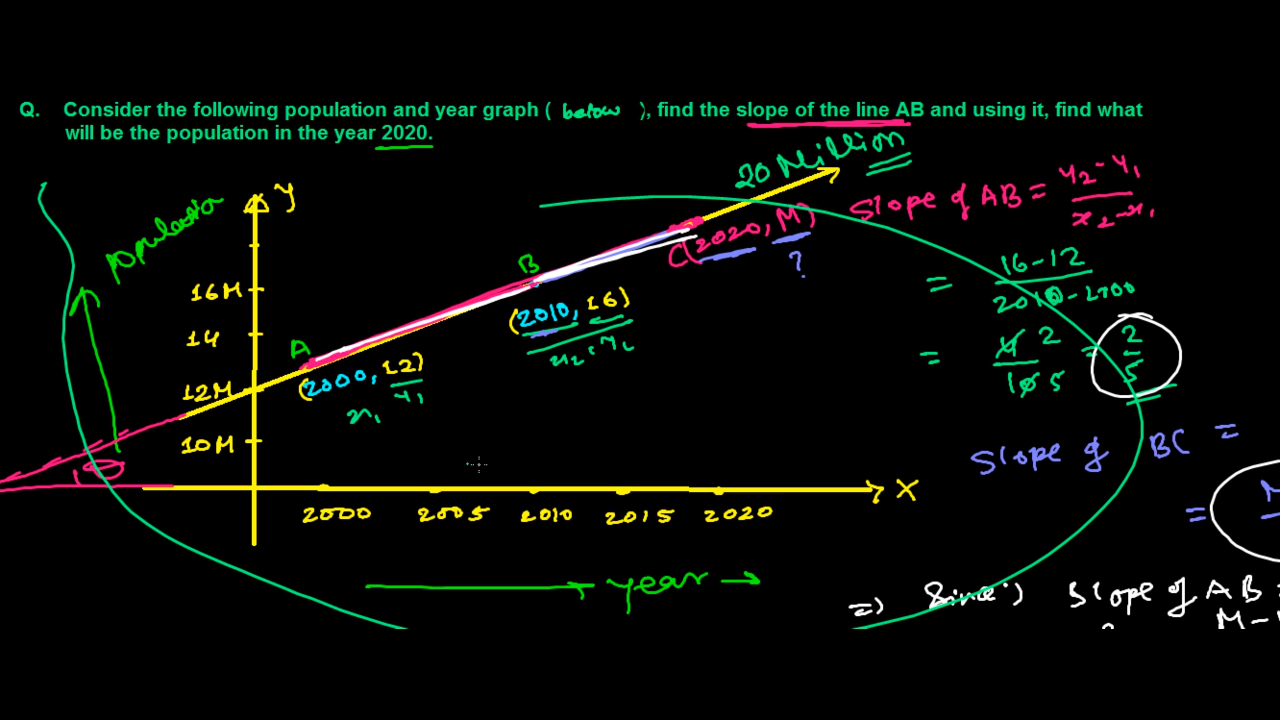 Q. Consider the following population and year graph ( below ), find the slope of the line AB and using it, find what
will be the population in the year 2020.
20 Million
Y
population
Slope of AB = y₂-y₁
x₂-x₁
C(2020, M)
?
B
= 16-12
2010-2000
16M
(2010, 16)
x₂, y₂
14
A
= 4 2 = 2
10 5 5
(2000, 12)
x₁ y₁
12M
10M
Slope of BC =
θ
X
2000 2005 2010 2015 2020
= M
year
=> Since, Slope of AB =
M-